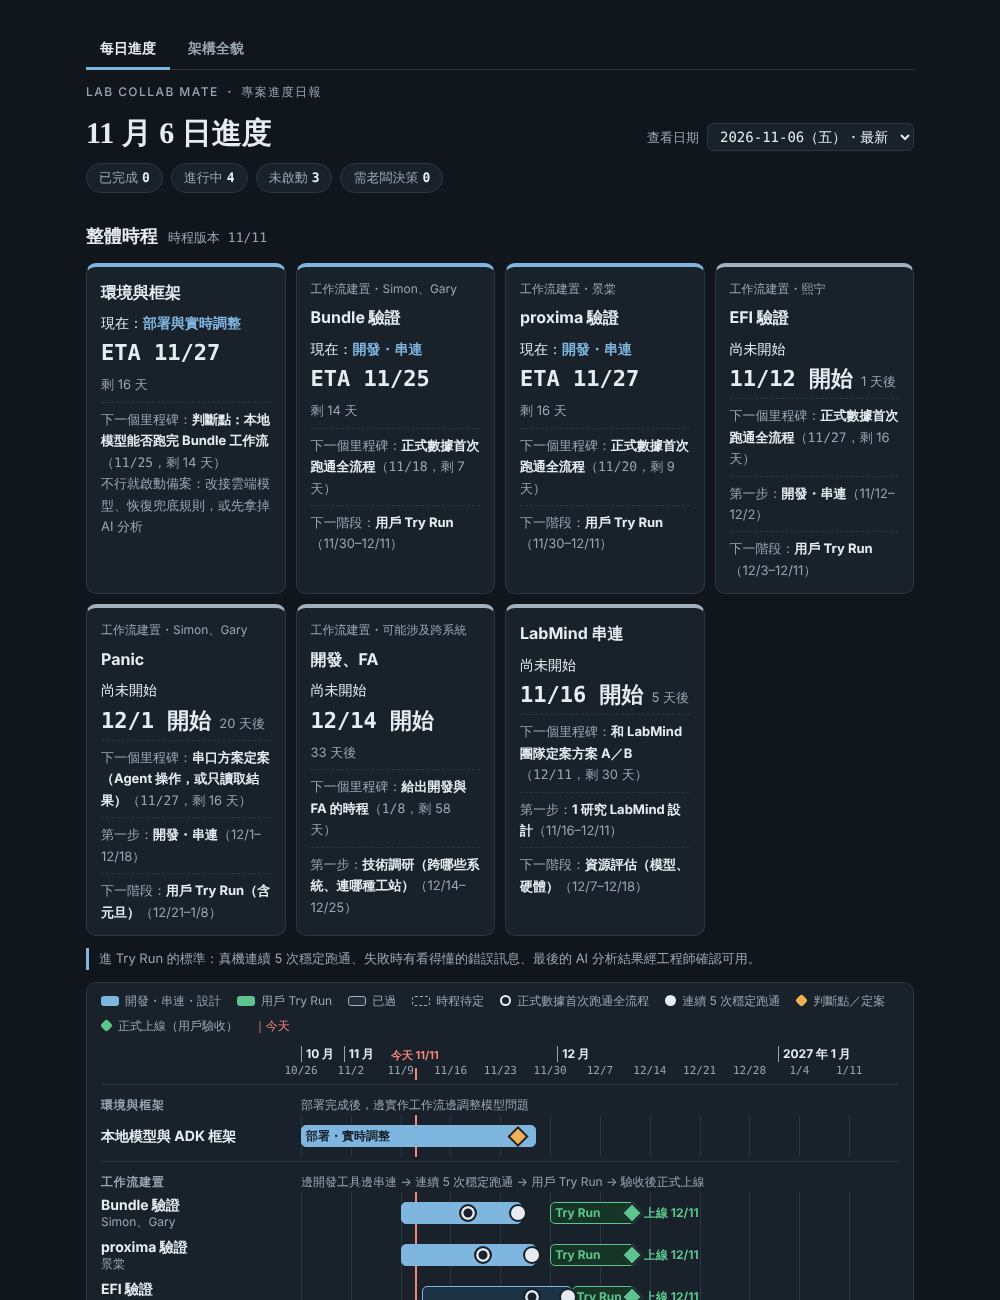 每日進度 架構全貌
LAB COLLAB MATE · 專案進度日報
11 月 6 日進度
查看日期 2026-11-06（五）・最新
已完成 0 進行中 4 未啟動 3 需老闆決策 0
整體時程 時程版本 11/11
環境與框架
現在：部署與實時調整
ETA 11/27
剩 16 天
下一個里程碑：判斷點：本地
模型能否跑完 Bundle 工作流
（11/25，剩 14 天）
不行就啟動備案：改接雲端模
型、恢復兜底規則，或先拿掉
AI 分析
工作流建置・Simon、Gary
Bundle 驗證
現在：開發・串連
ETA 11/25
剩 14 天
下一個里程碑：正式數據首次
跑通全流程（11/18，剩 7
天）
下一階段：用戶 Try Run
（11/30–12/11）
工作流建置・景棠
proxima 驗證
現在：開發・串連
ETA 11/27
剩 16 天
下一個里程碑：正式數據首次
跑通全流程（11/20，剩 9
天）
下一階段：用戶 Try Run
（11/30–12/11）
工作流建置・熙宁
EFI 驗證
尚未開始
11/12 開始 1 天後
下一個里程碑：正式數據首次
跑通全流程（11/27，剩 16
天）
第一步：開發・串連（11/12–
12/2）
下一階段：用戶 Try Run
（12/3–12/11）
工作流建置・Simon、Gary
Panic
尚未開始
12/1 開始 20 天後
下一個里程碑：串口方案定案
（Agent 操作，或只讀取結
果）（11/27，剩 16 天）
第一步：開發・串連（12/1–
12/18）
下一階段：用戶 Try Run（含
元旦）（12/21–1/8）
工作流建置・可能涉及跨系統
開發、FA
尚未開始
12/14 開始
33 天後
下一個里程碑：給出開發與
FA 的時程（1/8，剩 58
天）
第一步：技術調研（跨哪些系
統、連哪種工站）（12/14–
12/25）
LabMind 串連
尚未開始
11/16 開始 5 天後
下一個里程碑：和 LabMind
團隊定案方案 A／B
（12/11，剩 30 天）
第一步：1 研究 LabMind 設
計（11/16–12/11）
下一階段：資源評估（模型、
硬體）（12/7–12/18）
進 Try Run 的標準：真機連續 5 次穩定跑通、失敗時有看得懂的錯誤訊息、最後的 AI 分析結果經工程師確認可用。
開發・串連・設計 用戶 Try Run 已過 時程待定 正式數據首次跑通全流程 連續 5 次穩定跑通 判斷點／定案
正式上線（用戶驗收） ｜今天
10 月 11 月 今天 11/11 12 月 2027 年 1 月
10/26 11/2 11/9 11/16 11/23 11/30 12/7 12/14 12/21 12/28 1/4 1/11
環境與框架 部署完成後，邊實作工作流邊調整模型問題
本地模型與 ADK 框架 部署・實時調整
工作流建置 邊開發工具邊串連 → 連續 5 次穩定跑通 → 用戶 Try Run → 驗收後正式上線
Bundle 驗證 Try Run 上線 12/11
Simon、Gary
proxima 驗證 Try Run 上線 12/11
景棠
EFI 驗證 Try Run 上線 12/11